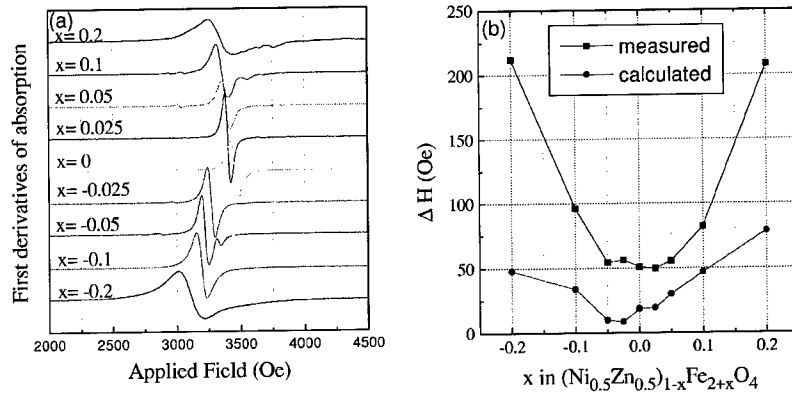 (a)
x= 0.2
x= 0.1
x= 0.05
x= 0.025
x= 0
x= -0.025
x= -0.05
x= -0.1
x= -0.2
First derivatives of absorption
2000 2500 3000 3500 4000 4500
Applied Field (Oe)
(b)
measured
calculated
250
200
150
100
50
0
Δ H (Oe)
-0.2 -0.1 0.0 0.1 0.2
x in (Ni0.5Zn0.5)1-xFe2+xO4